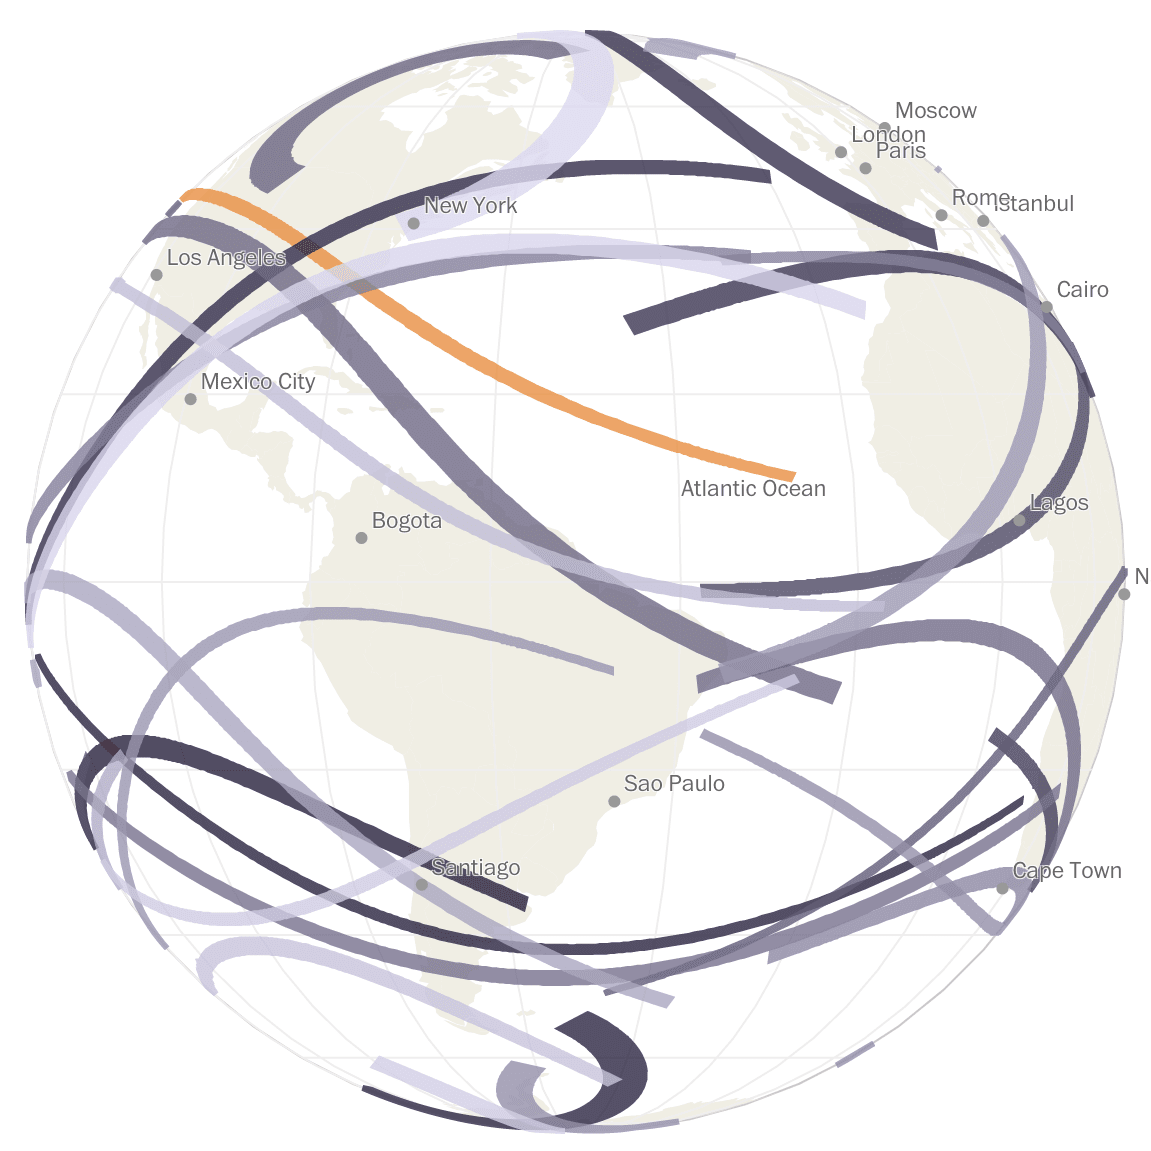 Moscow
London
Paris
Rome
Istanbul
New York
Los Angeles
Cairo
Mexico City
Atlantic Ocean
Lagos
Bogota
N
Sao Paulo
Santiago
Cape Town